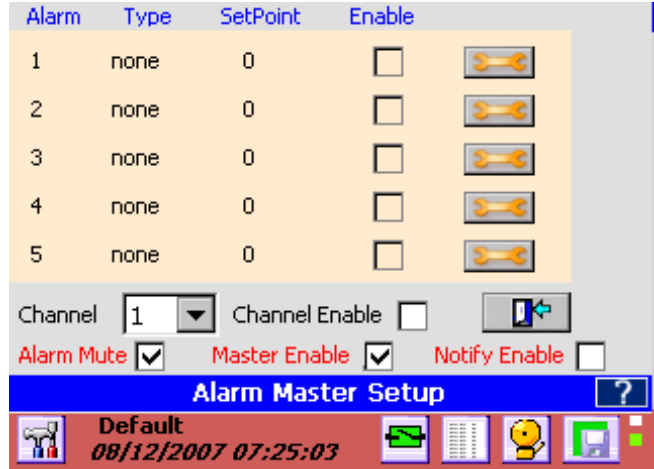 Alarm Type SetPoint Enable
1 none 0
2 none 0
3 none 0
4 none 0
5 none 0
Channel 1 Channel Enable
Alarm Mute Master Enable Notify Enable
Alarm Master Setup ?
Default
08/12/2007 07:25:03